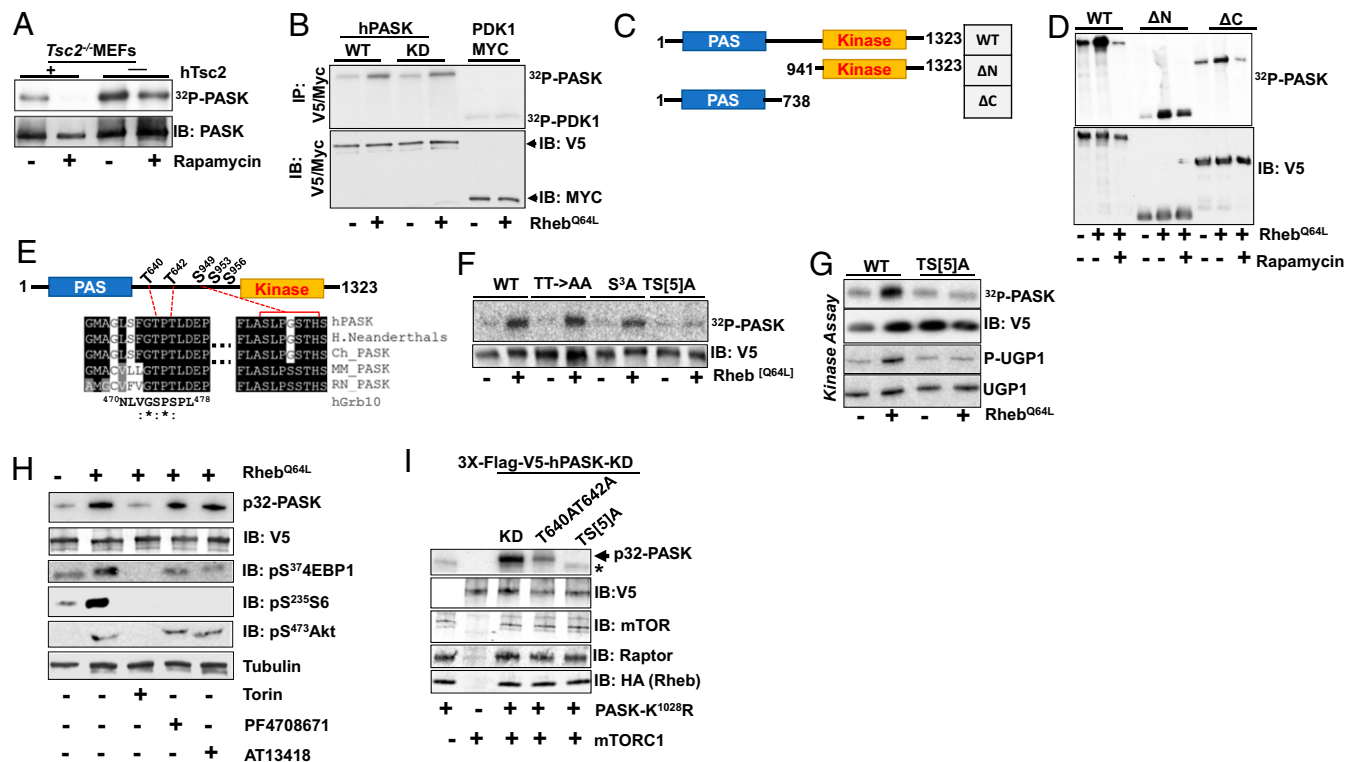 A
Tsc2-/-MEFs
+ — hTsc2
32P-PASK
IB: PASK
- + - + Rapamycin
B
hPASK PDK1
WT KD MYC
IP: V5/Myc
32P-PASK
32P-PDK1
IB: V5/Myc
IB: V5
IB: MYC
- + - + - + RhebQ64L
C
1 PAS Kinase 1323 WT
941 Kinase 1323 ΔN
1 PAS 738 ΔC
D
WT ΔN ΔC
32P-PASK
IB: V5
- + + - + + - + + RhebQ64L
+ + + Rapamycin
E
T640 T642 S949 S953 S956
1 PAS Kinase 1323
GMAGLSFGTPTLDEP FLASLPGSTHS hPASK
GMAGLSFGTPTLDEP FLASLPGSTHS H.Neanderthals
GMAGLSFGTPTLDEP FLASLPGSTHS Ch_PASK
GMACVLLGTPTLDEP FLASLPSSTHS MM_PASK
AMGCVFVGTPTLDEP FLASLPSSTHS RN_PASK
470NLVGSPSPL478 hGrb10
:*:*:
F
WT TT->AA S3A TS[5]A
32P-PASK
IB: V5
- + - + - + - + Rheb [Q64L]
G
WT TS[5]A
Kinase Assay
32P-PASK
IB: V5
P-UGP1
UGP1
- + - + RhebQ64L
H
- + + + + RhebQ64L
p32-PASK
IB: V5
IB: pS374EBP1
IB: pS235S6
IB: pS473Akt
Tubulin
- - + - - Torin
- - - + - PF4708671
- - - - + AT13418
I
3X-Flag-V5-hPASK-KD
KD T640AT642A TS[5]A
p32-PASK
*
IB:V5
IB: mTOR
IB: Raptor
IB: HA (Rheb)
+ - + + + PASK-K1028R
- + + + + mTORC1